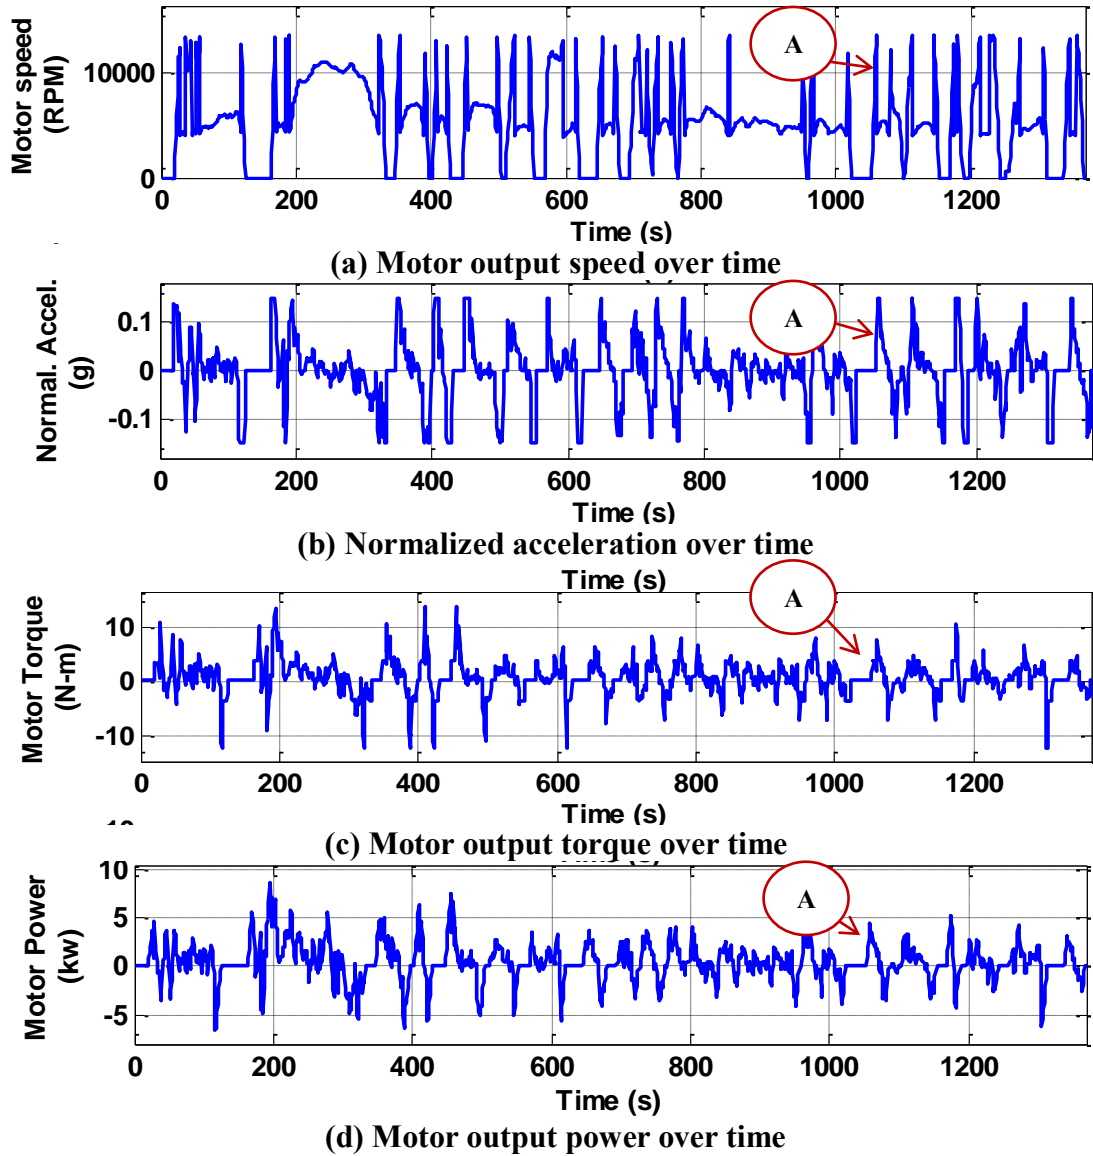 Motor speed
(RPM)
10000
0
A
0 200 400 600 800 1000 1200
Time (s)
(a) Motor output speed over time
Normal. Accel.
(g)
0.1
0
-0.1
A
0 200 400 600 800 1000 1200
Time (s)
(b) Normalized acceleration over time
Time (s)
Motor Torque
(N-m)
10
0
-10
A
0 200 400 600 800 1000 1200
Time (s)
(c) Motor output torque over time
Motor Power
(kw)
10
5
0
-5
A
0 200 400 600 800 1000 1200
Time (s)
(d) Motor output power over time